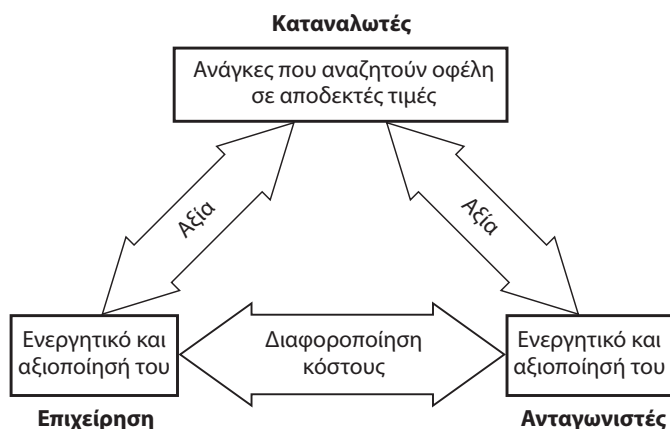 Καταναλωτές
Ανάγκες που αναζητούν οφέλη
σε αποδεκτές τιμές
Αξία
Αξία
Ενεργητικό και
αξιοποίησή του
Διαφοροποίηση
κόστους
Ενεργητικό και
αξιοποίησή του
Επιχείρηση
Ανταγωνιστές